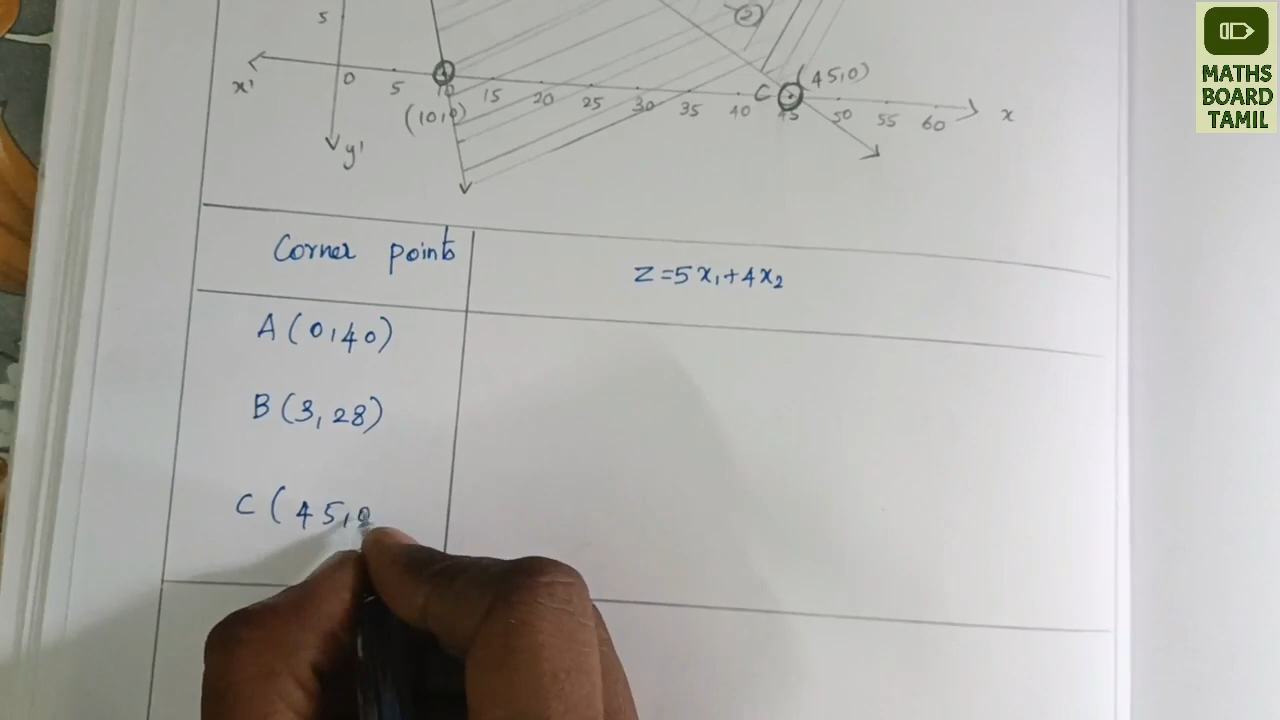 MATHS
BOARD
TAMIL
5
x' 0 5 10 15 20 25 30 35 40 45 50 55 60 x
(10,0)
C (45,0)
2
y'
Corner points
Z=5x₁+4x₂
A (0,40)
B (3,28)
C (45,0